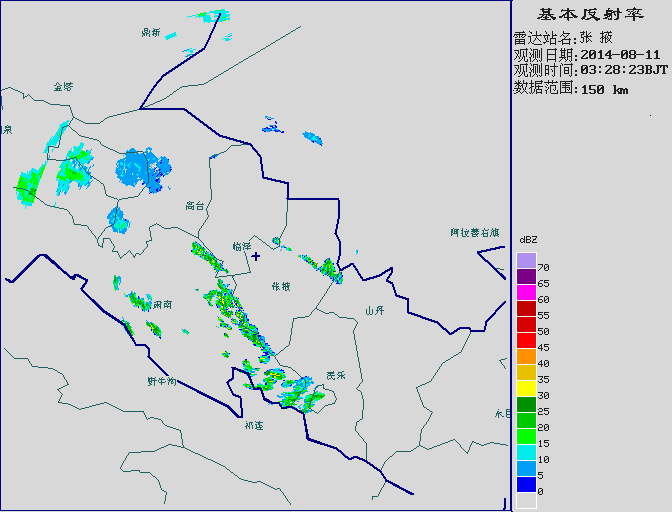 基本反射率
雷达站名:张 掖
观测日期:2014-08-11
观测时间:03:28:23BJT
数据范围:150 km
鼎新
金塔
泉
高台
临泽
阿拉善右旗
张掖
肃南
山丹
野牛沟
民乐
祁连
永昌
dBZ
70
65
60
55
50
45
40
35
30
25
20
15
10
5
0